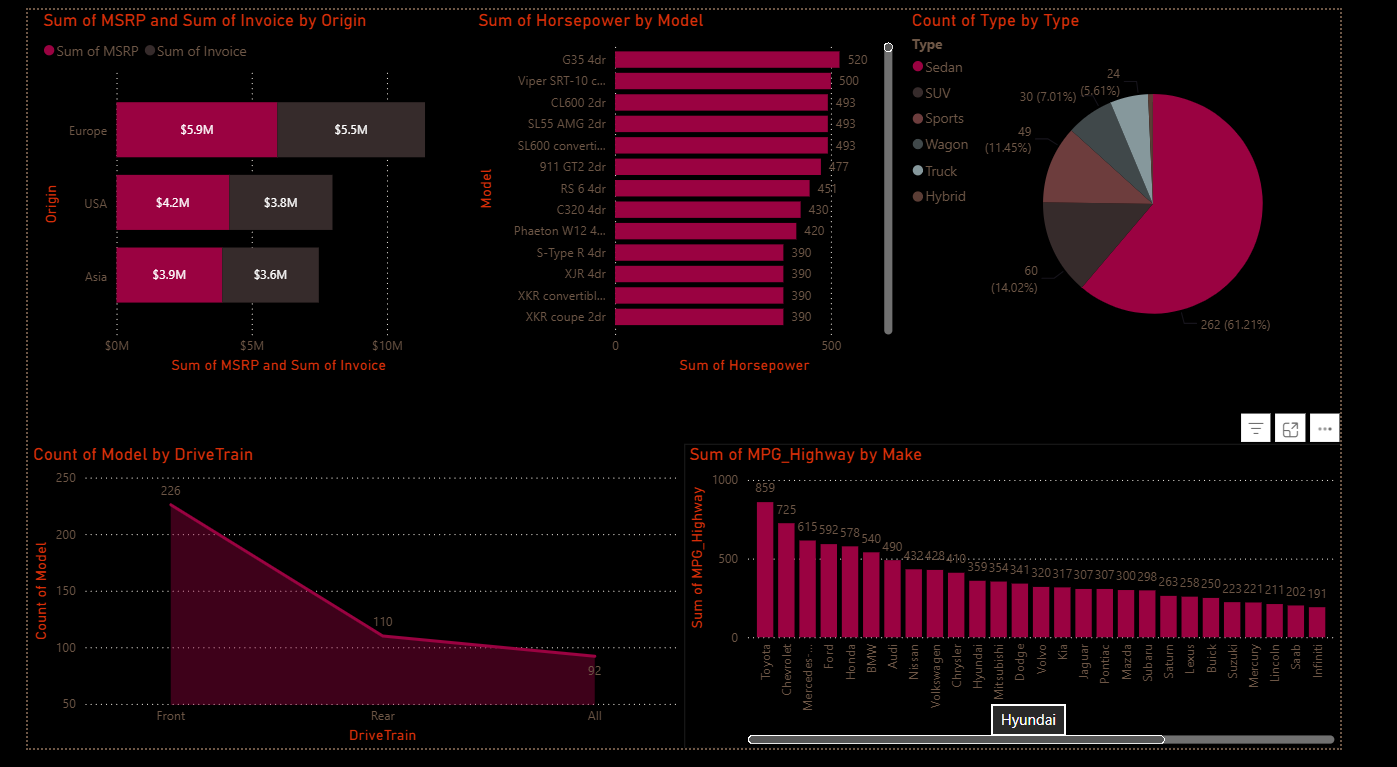 Sum of MSRP and Sum of Invoice by Origin
Sum of MSRP Sum of Invoice
Origin
Europe
$5.9M $5.5M
USA
$4.2M $3.8M
Asia
$3.9M $3.6M
$0M $5M $10M
Sum of MSRP and Sum of Invoice
Sum of Horsepower by Model
Model
G35 4dr 520
Viper SRT-10 c... 500
CL600 2dr 493
SL55 AMG 2dr 493
SL600 converti... 493
911 GT2 2dr 477
RS 6 4dr 451
C320 4dr 430
Phaeton W12 4... 420
S-Type R 4dr 390
XJR 4dr 390
XKR convertibl... 390
XKR coupe 2dr 390
0 500
Sum of Horsepower
Count of Type by Type
Type
Sedan
SUV
Sports
Wagon
Truck
Hybrid
24
(5.61%)
30 (7.01%)
49
(11.45%)
60
(14.02%)
262 (61.21%)
Count of Model by DriveTrain
Count of Model
250
200
150
100
50
226
110
92
Front Rear All
DriveTrain
Sum of MPG_Highway by Make
Sum of MPG_Highway
1000
500
0
859 725 615 592 578 540 490 432 428 410 359 354 341 320 317 307 307 300 298 263 258 250 223 221 211 202 191
Toyota
Chevrolet
Mercedes-...
Ford
Honda
BMW
Audi
Nissan
Volkswagen
Chrysler
Hyundai
Mitsubishi
Dodge
Volvo
Kia
Jaguar
Pontiac
Mazda
Subaru
Saturn
Lexus
Buick
Suzuki
Mercury
Lincoln
Saab
Infiniti
Hyundai